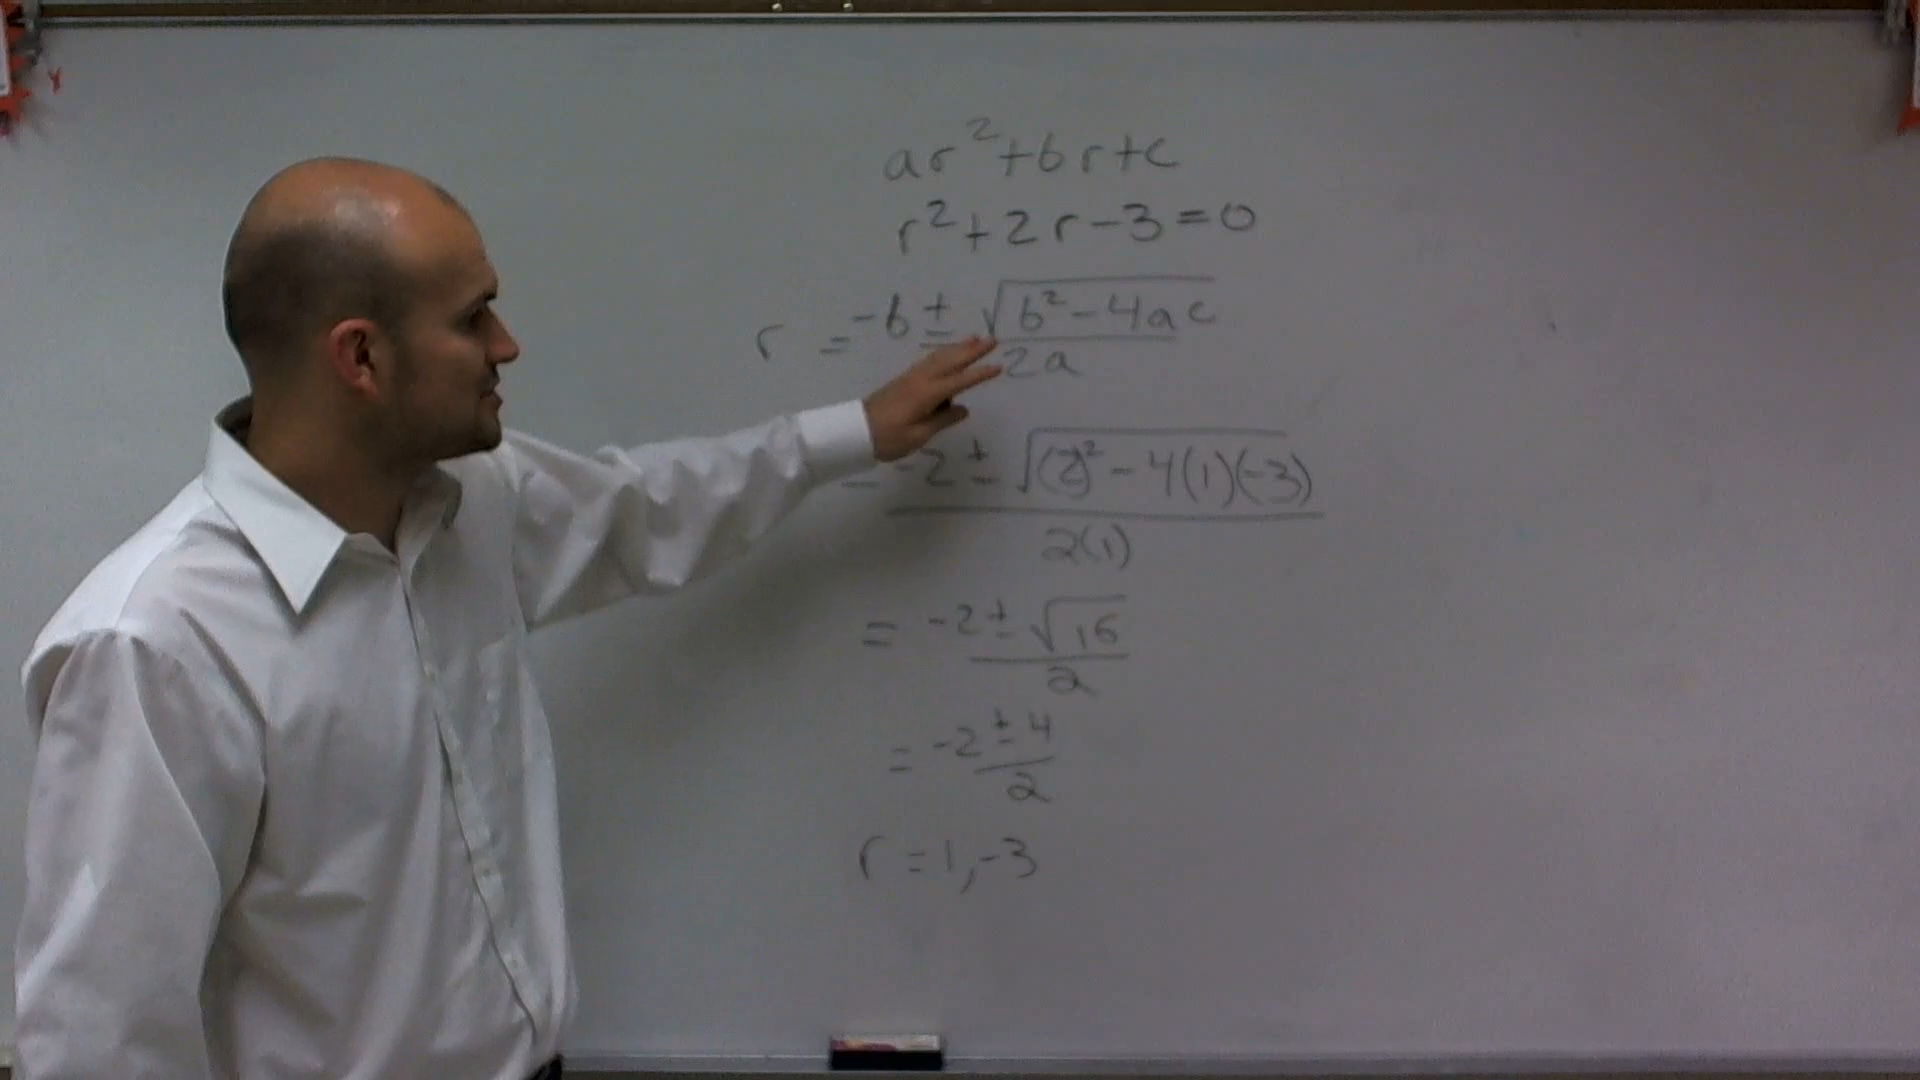 ar²+br+c
r²+2r-3=0
r = -b ± √(b²-4ac) / 2a
= -2 ± √((2)²-4(1)(-3)) / 2(1)
= -2 ± √16 / 2
= -2 ± 4 / 2
r = 1, -3